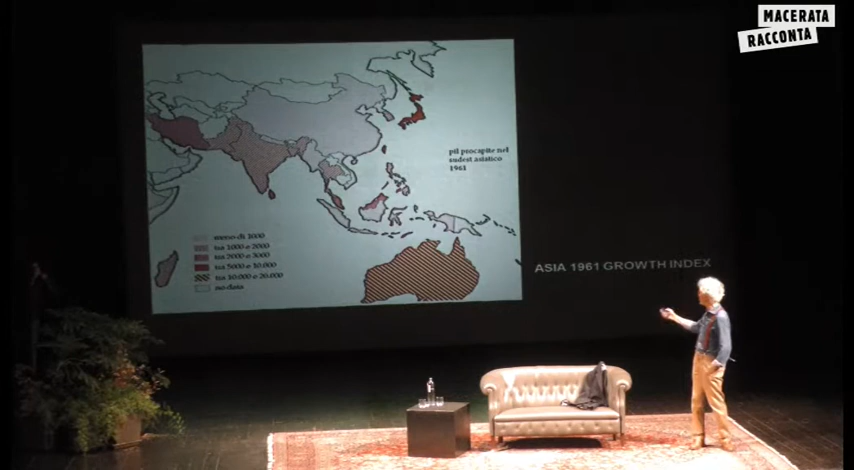 MACERATA
RACCONTA
pil procapite nel
sudest asiatico
1961
meno di 1000
tra 1000 e 2000
tra 2000 e 3000
tra 5000 e 10.000
tra 10.000 e 20.000
no data
ASIA 1961 GROWTH INDEX